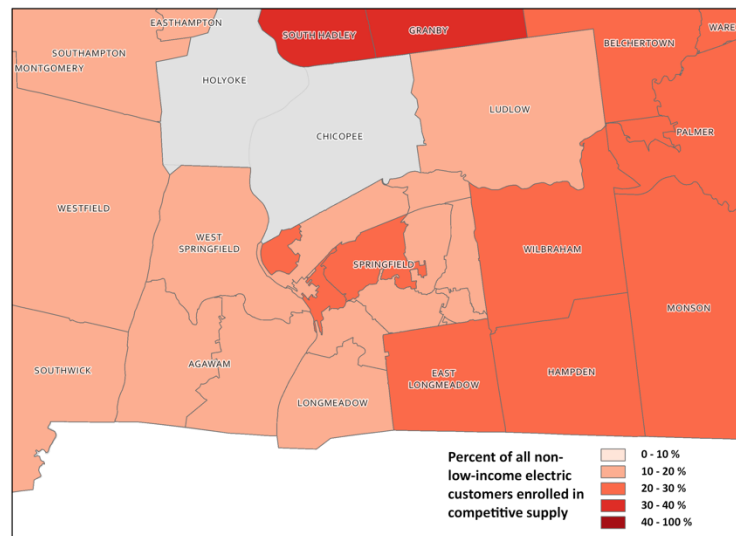 EASTHAMPTON
SOUTH HADLEY
GRANBY
WARE
SOUTHAMPTON
BELCHERTOWN
MONTGOMERY
HOLYOKE
LUDLOW
CHICOPEE
PALMER
WESTFIELD
WEST
SPRINGFIELD
WILBRAHAM
SPRINGFIELD
MONSON
AGAWAM
SOUTHWICK
EAST
LONGMEADOW
HAMPDEN
LONGMEADOW
Percent of all non-
low-income electric
customers enrolled in
competitive supply
0 - 10 %
10 - 20 %
20 - 30 %
30 - 40 %
40 - 100 %